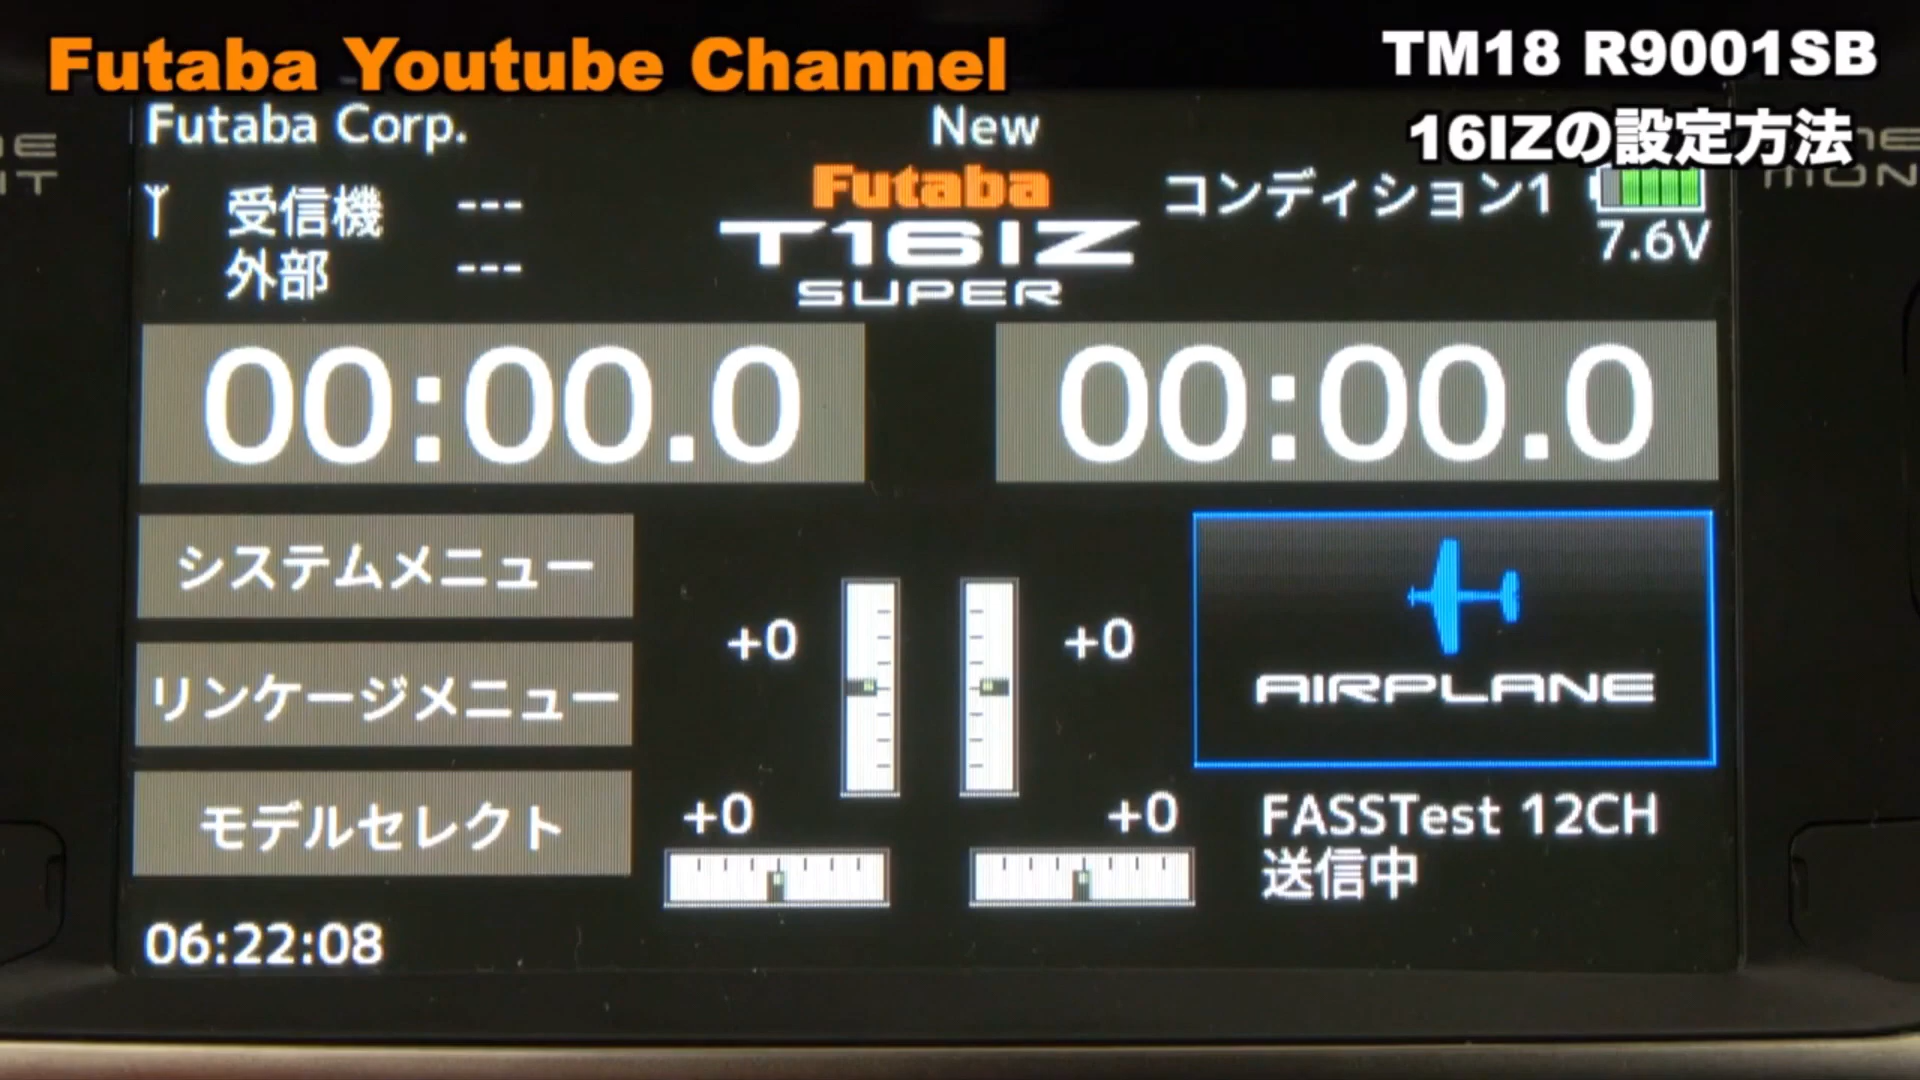 Futaba Youtube Channel
TM18 R9001SB
16IZの設定方法
Futaba Corp.
New
受信機 ---
外部 ---
Futaba
T16IZ
SUPER
コンディション1
7.6V
00:00.0
00:00.0
システムメニュー
リンケージメニュー
モデルセレクト
+0
+0
+0
+0
AIRPLANE
FASSTest 12CH
送信中
06:22:08